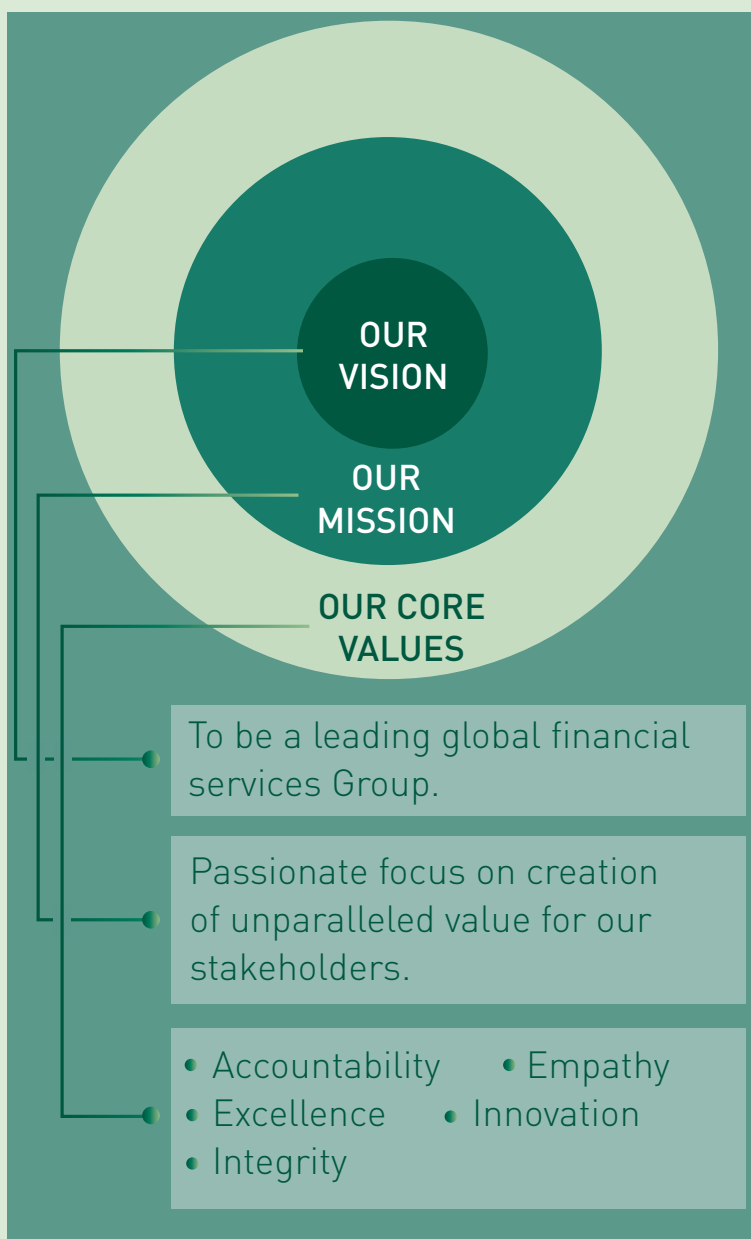 OUR
VISION
OUR
MISSION
OUR CORE
VALUES
To be a leading global financial
services Group.
Passionate focus on creation
of unparalleled value for our
stakeholders.
• Accountability • Empathy
• Excellence • Innovation
• Integrity